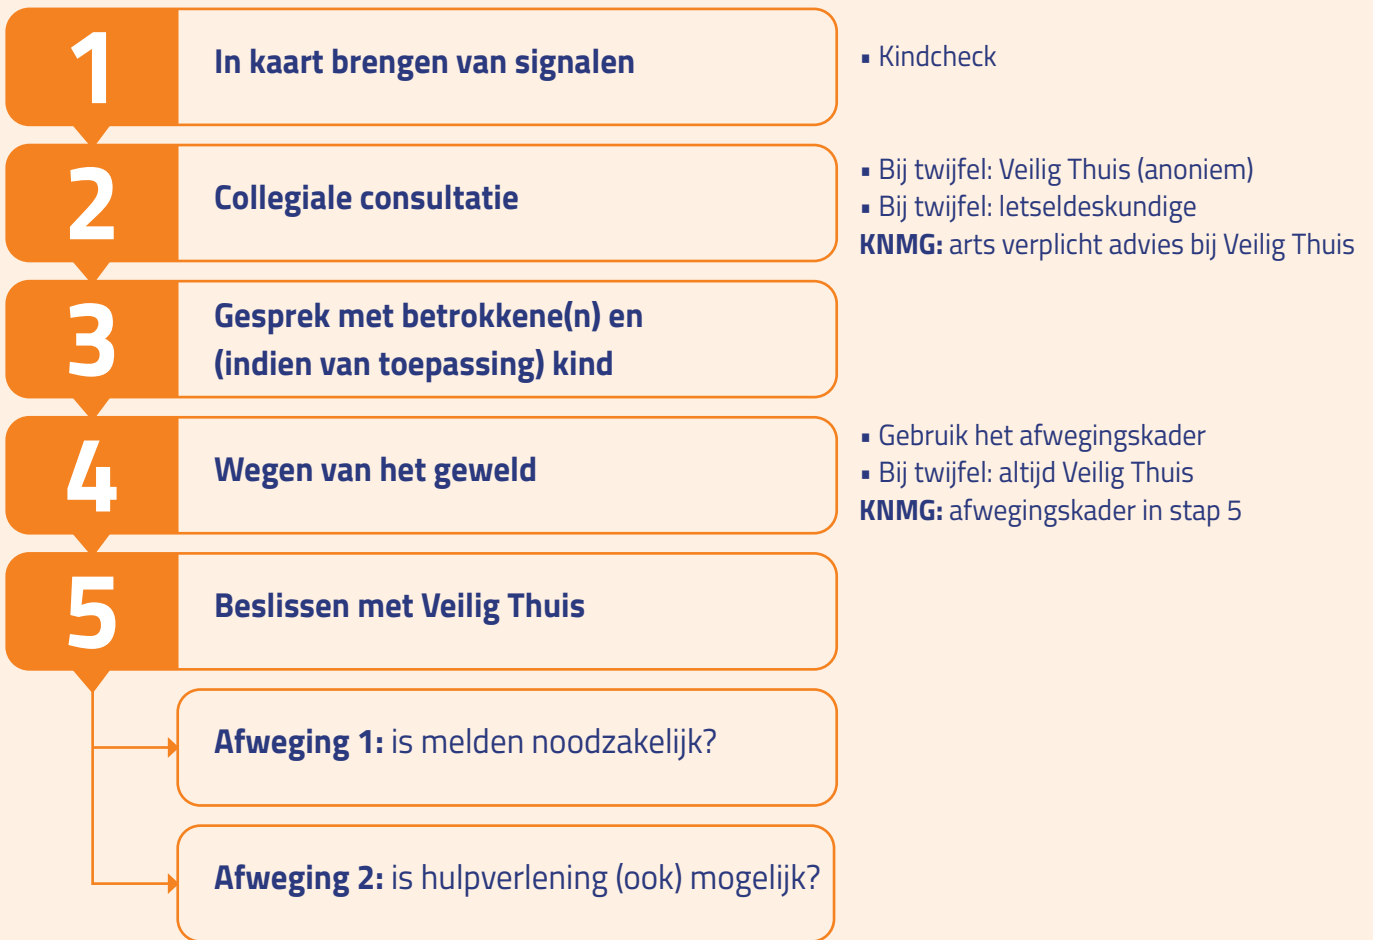 1
In kaart brengen van signalen
▪ Kindcheck
2
Collegiale consultatie
▪ Bij twijfel: Veilig Thuis (anoniem)
▪ Bij twijfel: letseldeskundige
KNMG: arts verplicht advies bij Veilig Thuis
3
Gesprek met betrokkene(n) en
(indien van toepassing) kind
4
Wegen van het geweld
▪ Gebruik het afwegingskader
▪ Bij twijfel: altijd Veilig Thuis
KNMG: afwegingskader in stap 5
5
Beslissen met Veilig Thuis
Afweging 1: is melden noodzakelijk?
Afweging 2: is hulpverlening (ook) mogelijk?